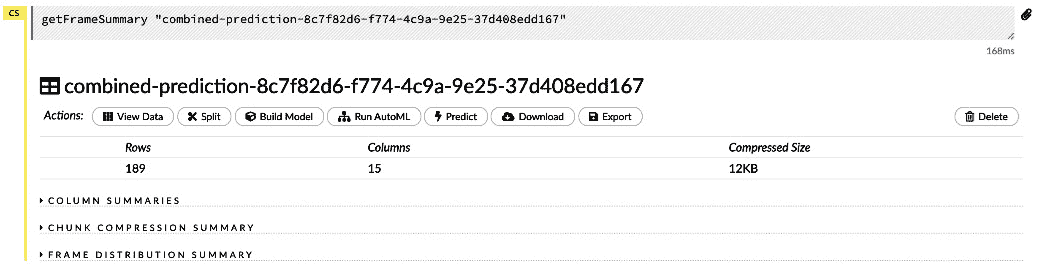 CS
getFrameSummary "combined-prediction-8c7f82d6-f774-4c9a-9e25-37d408edd167"
168ms
combined-prediction-8c7f82d6-f774-4c9a-9e25-37d408edd167
Actions: View Data Split Build Model Run AutoML Predict Download Export Delete
Rows Columns Compressed Size
189 15 12KB
COLUMN SUMMARIES
CHUNK COMPRESSION SUMMARY
FRAME DISTRIBUTION SUMMARY